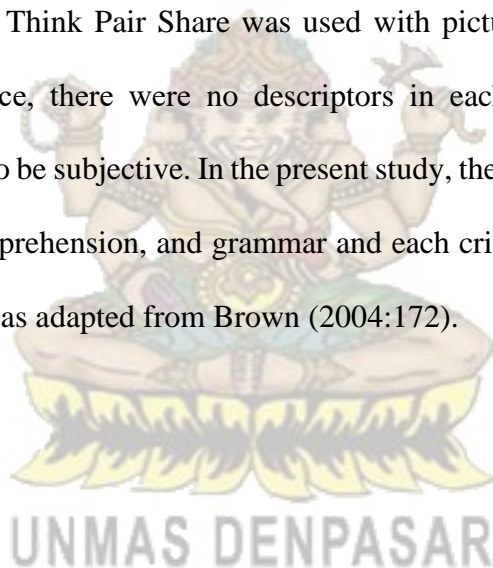 Think Pair Share was used with pictu
ce, there were no descriptors in each
o be subjective. In the present study, the
prehension, and grammar and each cri
as adapted from Brown (2004:172).
UNMAS DENPASAR